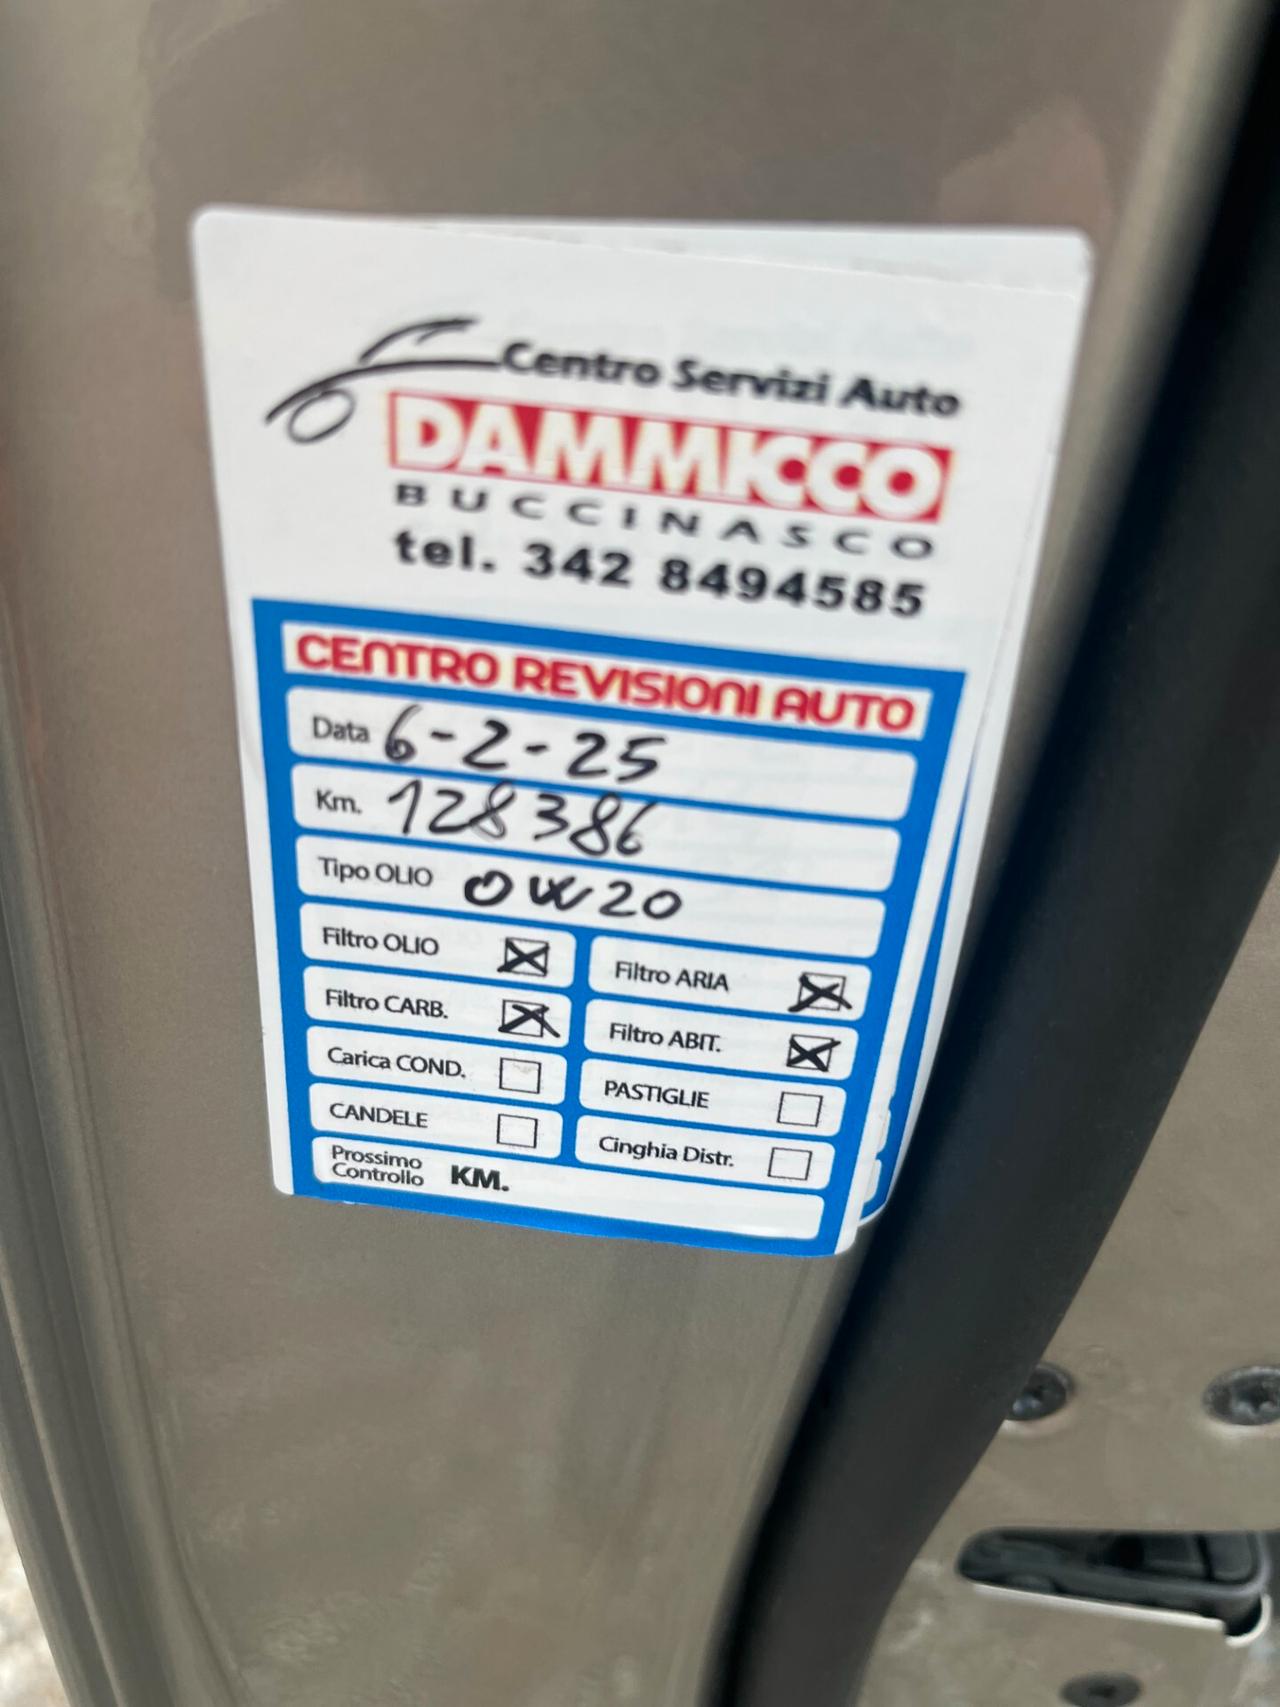 Centro Servizi Auto
DAMMICCO
BUCCINASCO
tel. 342 8494585
CENTRO REVISIONI AUTO
Data 6-2-25
Km. 128386
Tipo OLIO 0W20
Filtro OLIO Filtro ARIA
Filtro CARB. Filtro ABIT.
Carica COND. PASTIGLIE
CANDELE Cinghia Distr.
Prossimo
Controllo KM.